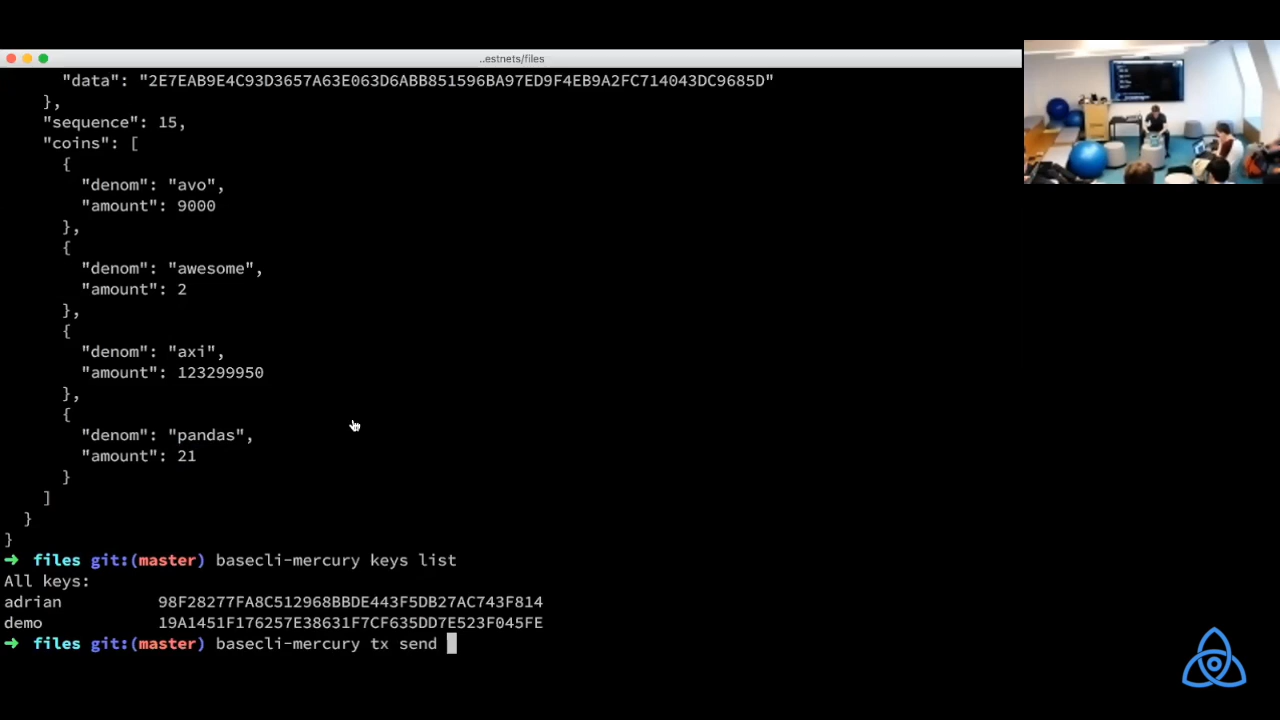 ..estnets/files
"data": "2E7EAB9E4C93D3657A63E063D6ABB851596BA97ED9F4EB9A2FC714043DC9685D"
},
"sequence": 15,
"coins": [
{
"denom": "avo",
"amount": 9000
},
{
"denom": "awesome",
"amount": 2
},
{
"denom": "axi",
"amount": 123299950
},
{
"denom": "pandas",
"amount": 21
}
]
}
}
➜ files git:(master) basecli-mercury keys list
All keys:
adrian 98F28277FA8C512968BBDE443F5DB27AC743F814
demo 19A1451F176257E38631F7CF635DD7E523F045FE
➜ files git:(master) basecli-mercury tx send